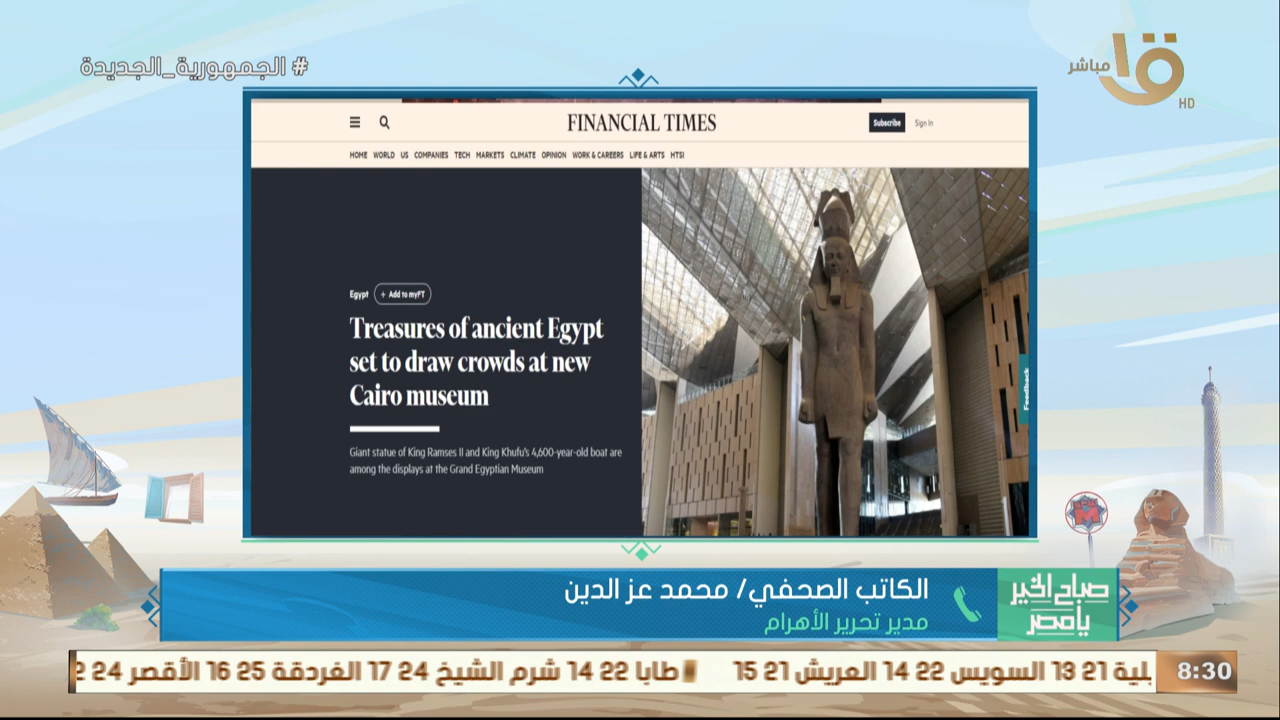 # الجمهورية_الجديدة
مباشر
HD
FINANCIAL TIMES
Subscribe
Sign In
HOME WORLD US COMPANIES TECH MARKETS CLIMATE OPINION WORK & CAREERS LIFE & ARTS HTSI
Egypt
+ Add to myFT
Treasures of ancient Egypt
set to draw crowds at new
Cairo museum
Giant statue of King Ramses II and King Khufu's 4,600-year-old boat are
among the displays at the Grand Egyptian Museum
Feedback
M
صباح الخير
يا مصر
الكاتب الصحفي/ محمد عز الدين
مدير تحرير الأهرام
8:30
21 13 السويس 22 14 العريش 21 15 طابا 22 14 شرم الشيخ 24 17 الغردقة 25 16 الأقصر 24